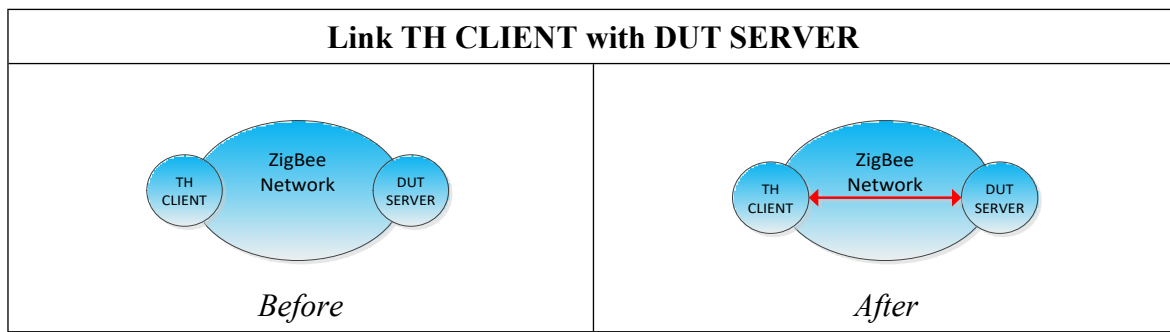 Link TH CLIENT with DUT SERVER
ZigBee
Network
TH
CLIENT
DUT
SERVER
Before
ZigBee
Network
TH
CLIENT
DUT
SERVER
After